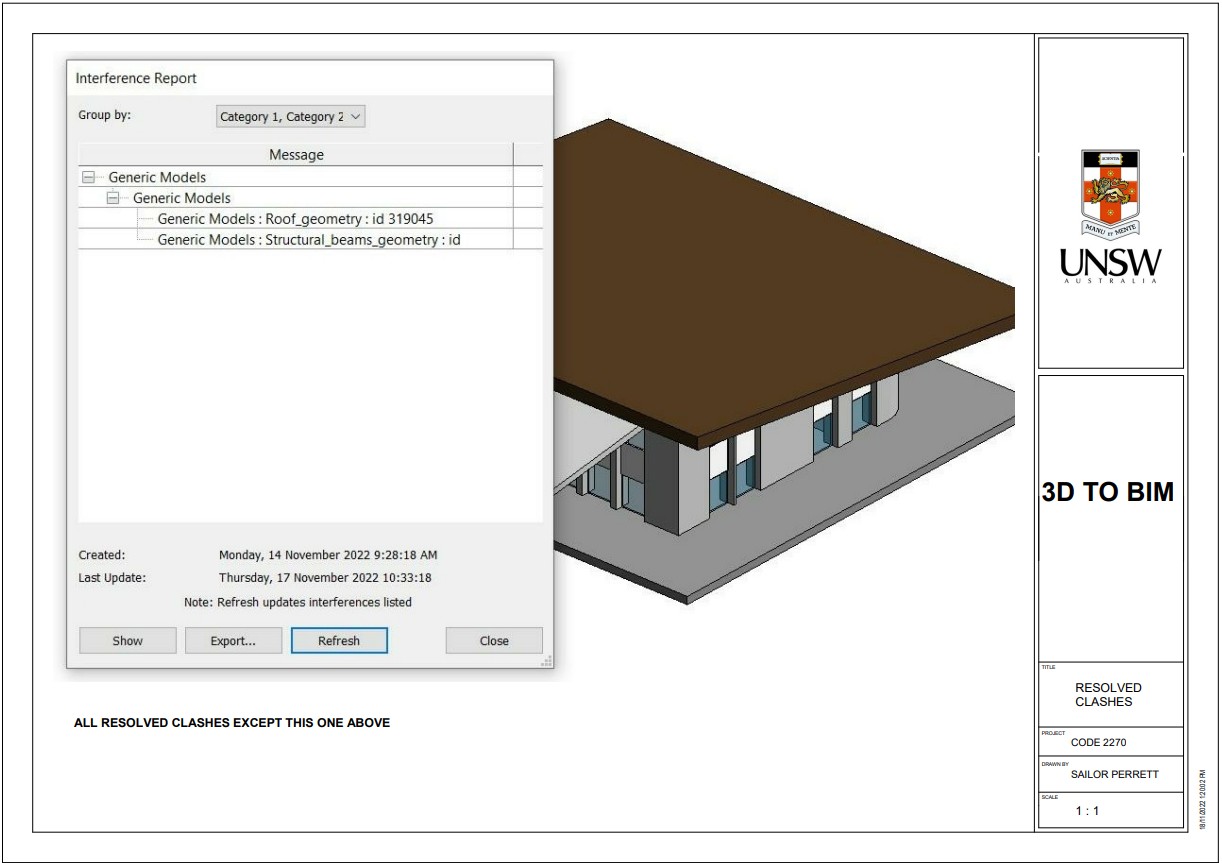 Interference Report
Group by:
Category 1, Category 2
Message
Generic Models
Generic Models
Generic Models : Roof_geometry : id 319045
Generic Models : Structural_beams_geometry : id
Created:
Monday, 14 November 2022 9:28:18 AM
Last Update:
Thursday, 17 November 2022 10:33:18
Note: Refresh updates interferences listed
Show
Export...
Refresh
Close
ALL RESOLVED CLASHES EXCEPT THIS ONE ABOVE
SCIENTIA
MANU ET MENTE
UNSW
AUSTRALIA
3D TO BIM
TITLE
RESOLVED
CLASHES
PROJECT
CODE 2270
DRAWN BY
SAILOR PERRETT
SCALE
1 : 1
18/11/2022 1:20:02 PM